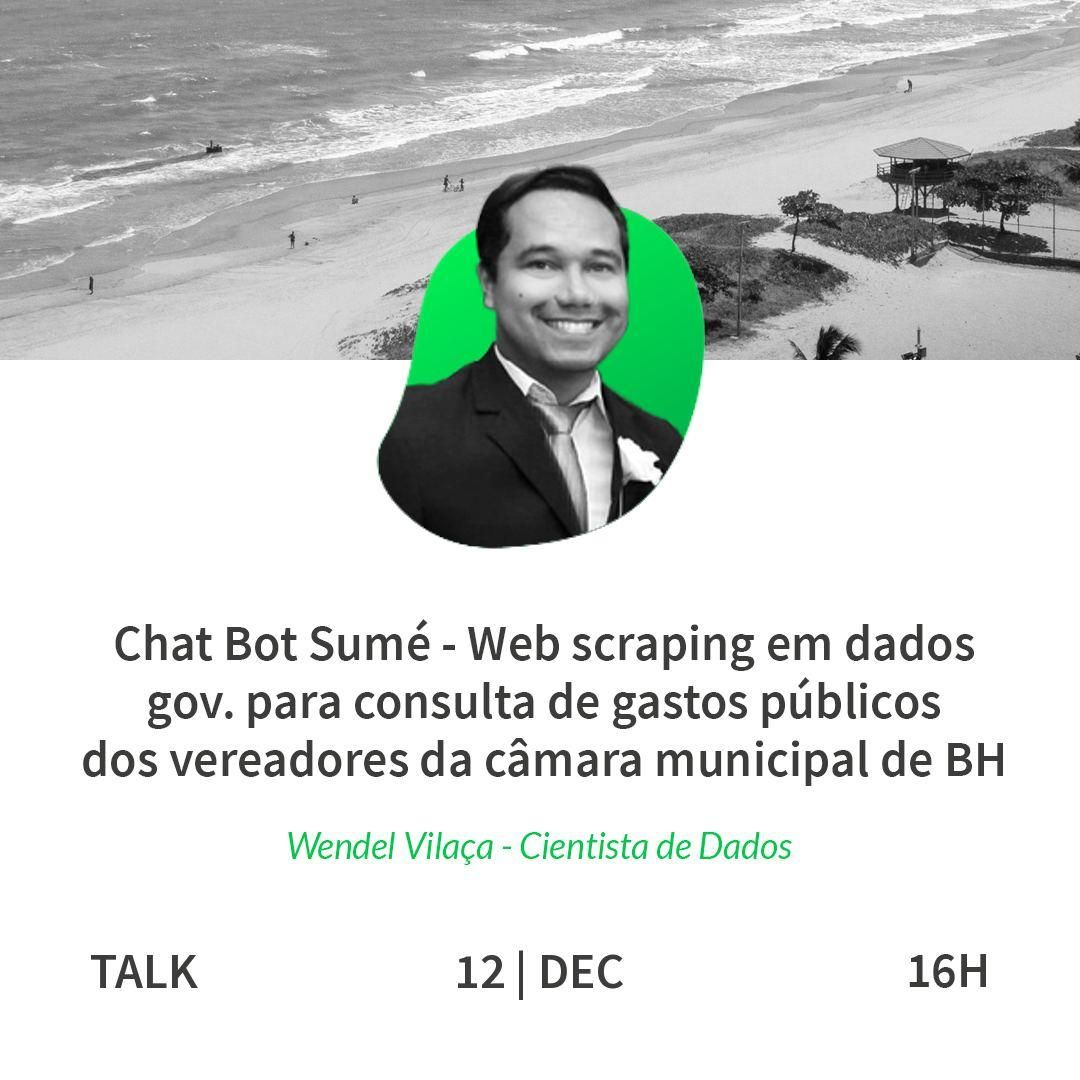 Chat Bot Sumé - Web scraping em dados
gov. para consulta de gastos públicos
dos vereadores da câmara municipal de BH
Wendel Vilaça - Cientista de Dados
TALK 12 | DEC 16H